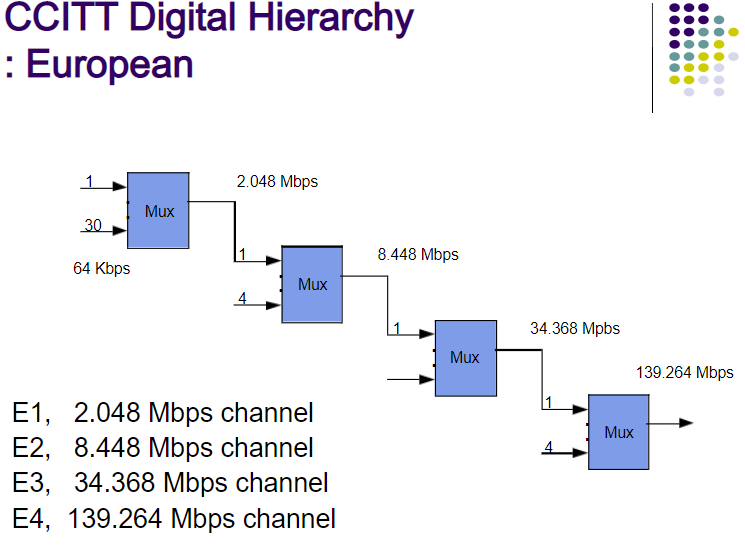 CCITT Digital Hierarchy
: European
1
30
64 Kbps
Mux
2.048 Mbps
1
4
Mux
8.448 Mbps
1
Mux
34.368 Mpbs
1
4
Mux
139.264 Mbps
E1, 2.048 Mbps channel
E2, 8.448 Mbps channel
E3, 34.368 Mbps channel
E4, 139.264 Mbps channel